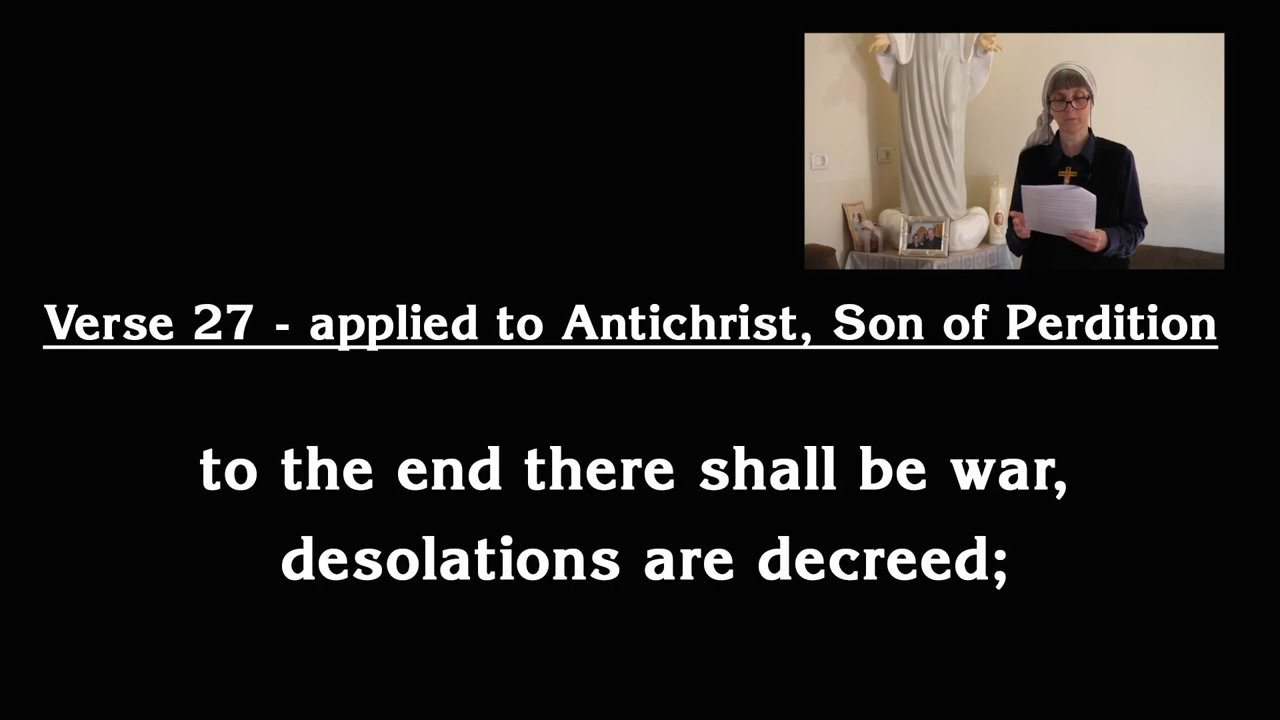 Verse 27 - applied to Antichrist, Son of Perdition
to the end there shall be war,
desolations are decreed;